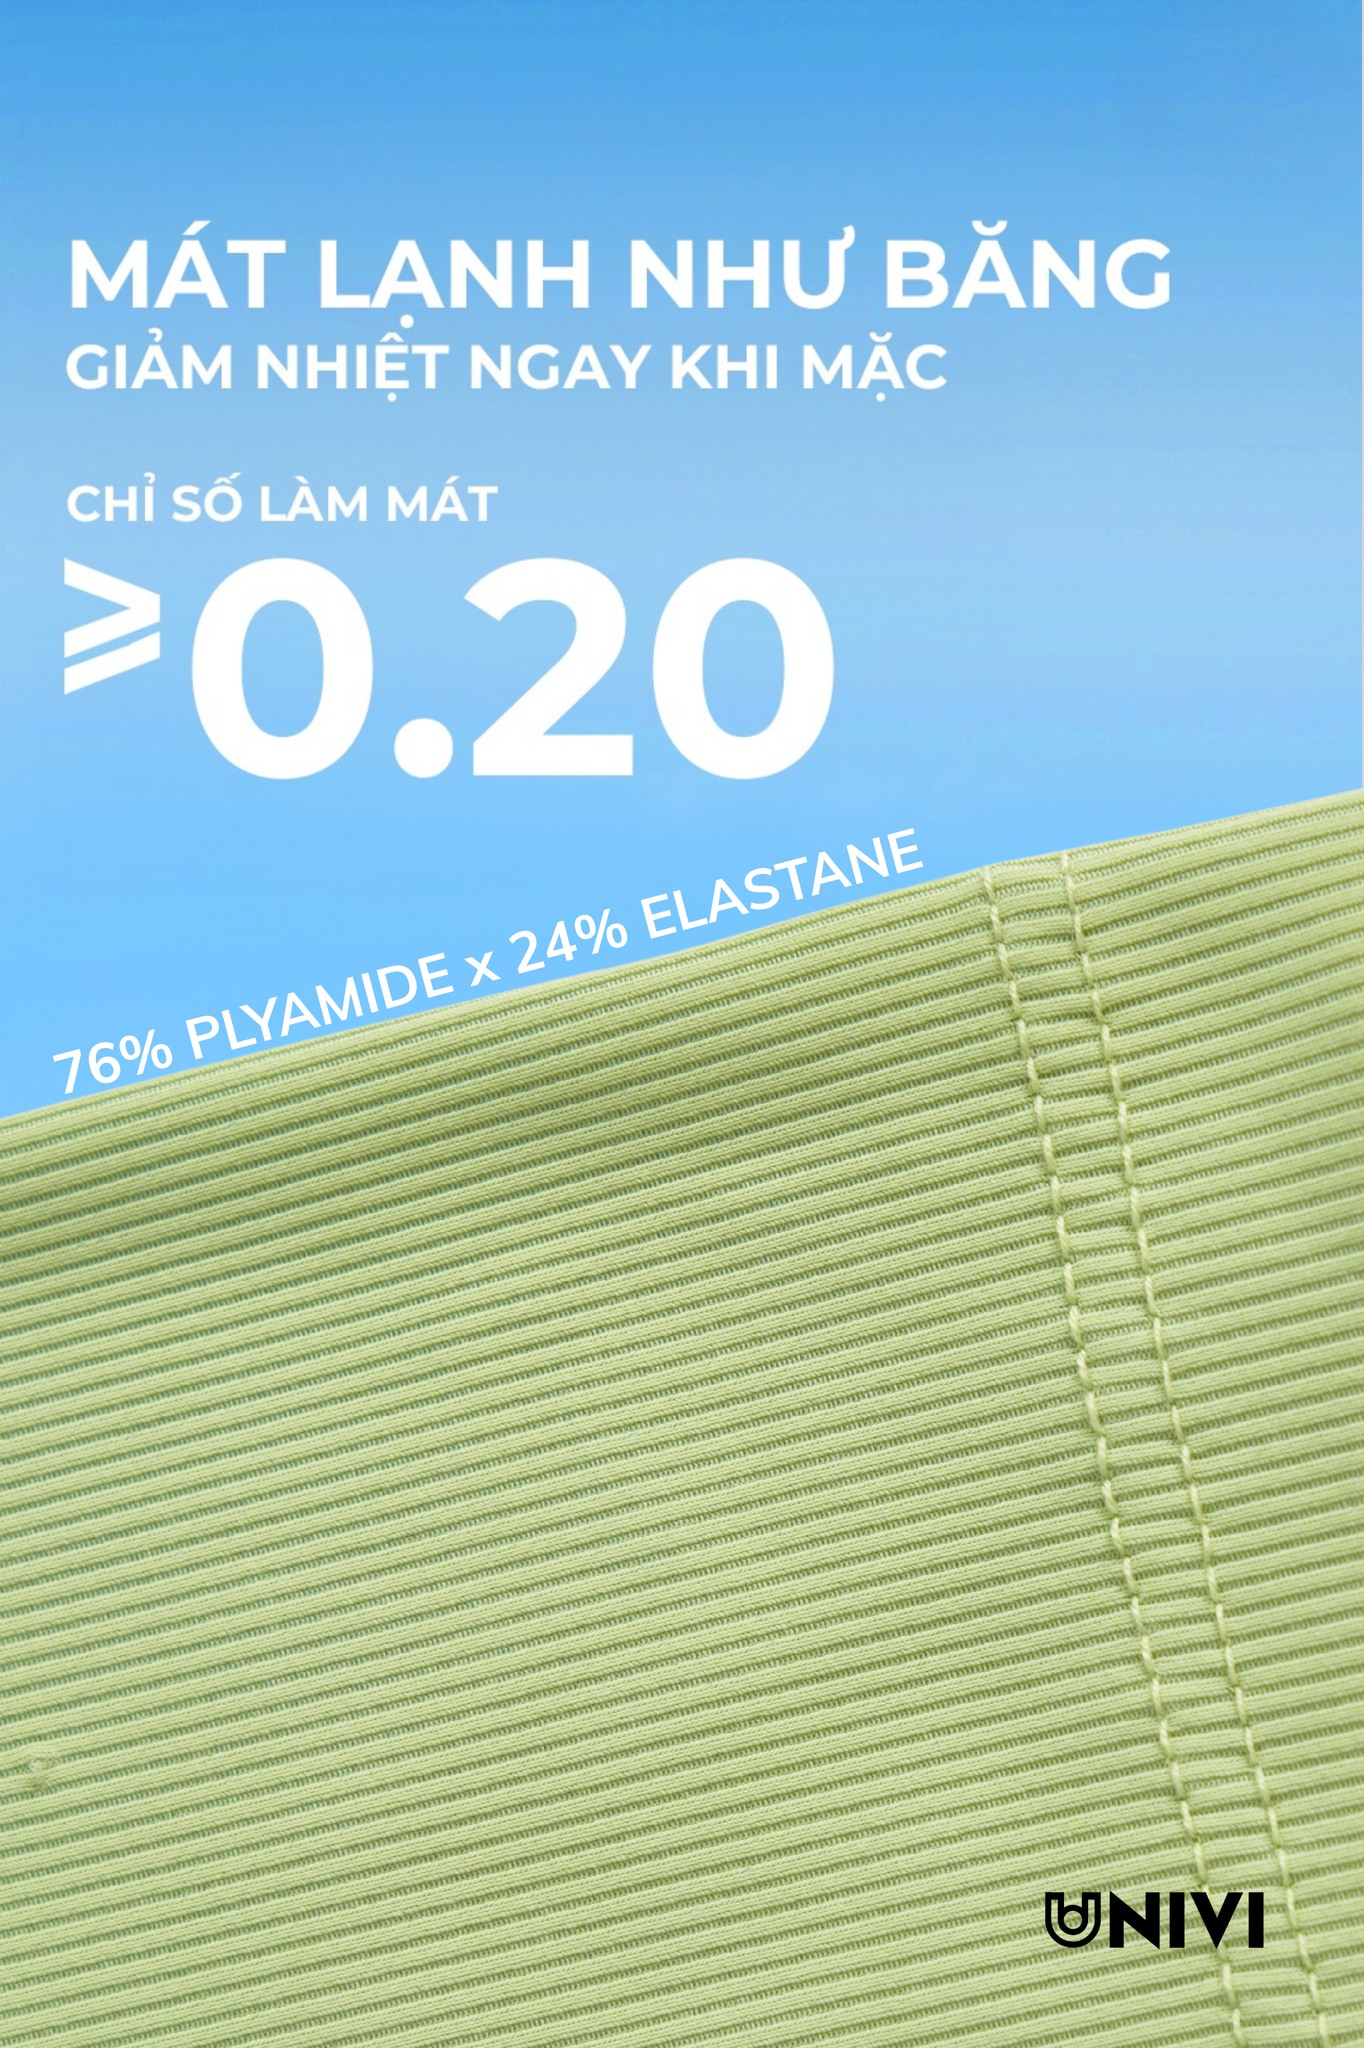 MÁT LẠNH NHƯ BĂNG
GIẢM NHIỆT NGAY KHI MẶC
CHỈ SỐ LÀM MÁT
⩾0.20
76% PLYAMIDE x 24% ELASTANE
UNIVI